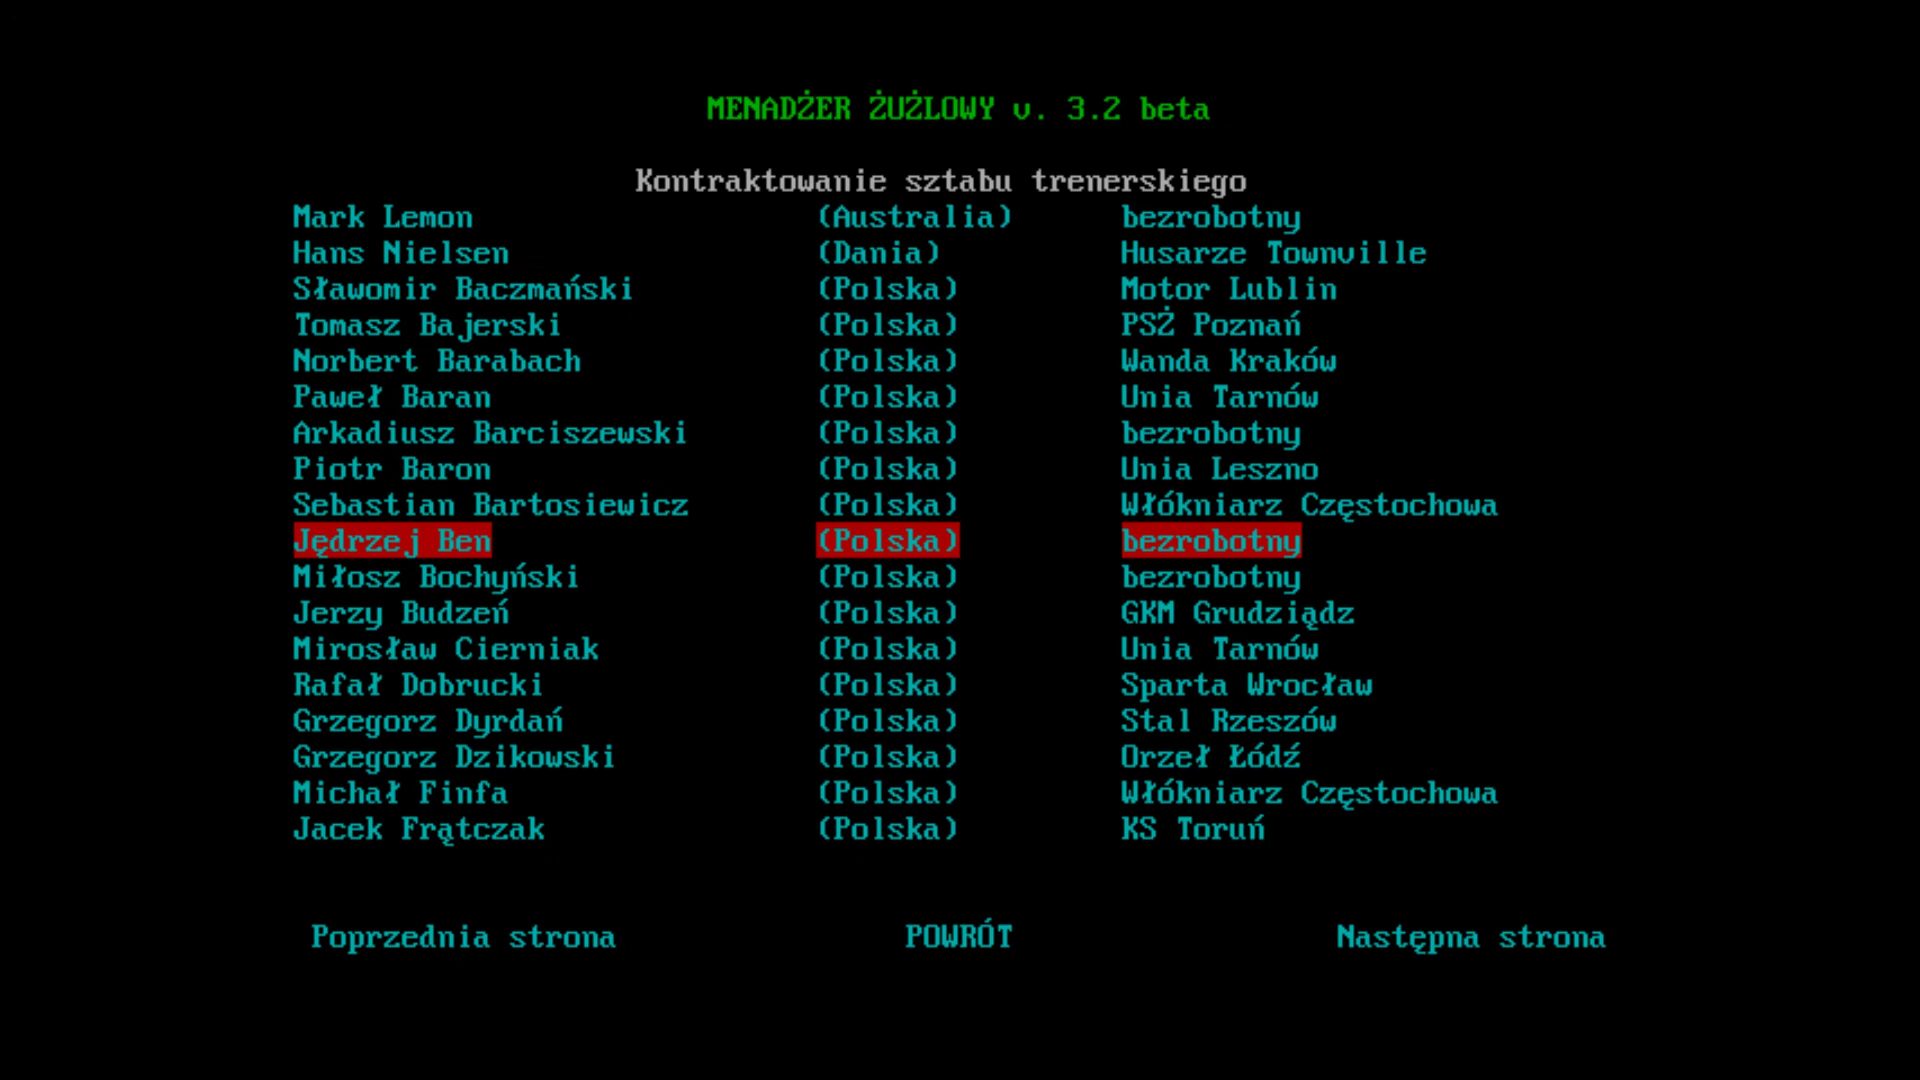 MENADŻER ŻUŻLOWY v. 3.2 beta
Kontraktowanie sztabu trenerskiego
Mark Lemon (Australia) bezrobotny
Hans Nielsen (Dania) Husarze Townville
Sławomir Baczmański (Polska) Motor Lublin
Tomasz Bajerski (Polska) PSŻ Poznań
Norbert Barabach (Polska) Wanda Kraków
Paweł Baran (Polska) Unia Tarnów
Arkadiusz Barciszewski (Polska) bezrobotny
Piotr Baron (Polska) Unia Leszno
Sebastian Bartosiewicz (Polska) Włókniarz Częstochowa
Jędrzej Ben (Polska) bezrobotny
Miłosz Bochyński (Polska) bezrobotny
Jerzy Budzeń (Polska) GKM Grudziądz
Mirosław Cierniak (Polska) Unia Tarnów
Rafał Dobrucki (Polska) Sparta Wrocław
Grzegorz Dyrdań (Polska) Stal Rzeszów
Grzegorz Dzikowski (Polska) Orzeł Łódź
Michał Finfa (Polska) Włókniarz Częstochowa
Jacek Frątczak (Polska) KS Toruń
Poprzednia strona POWRÓT Następna strona